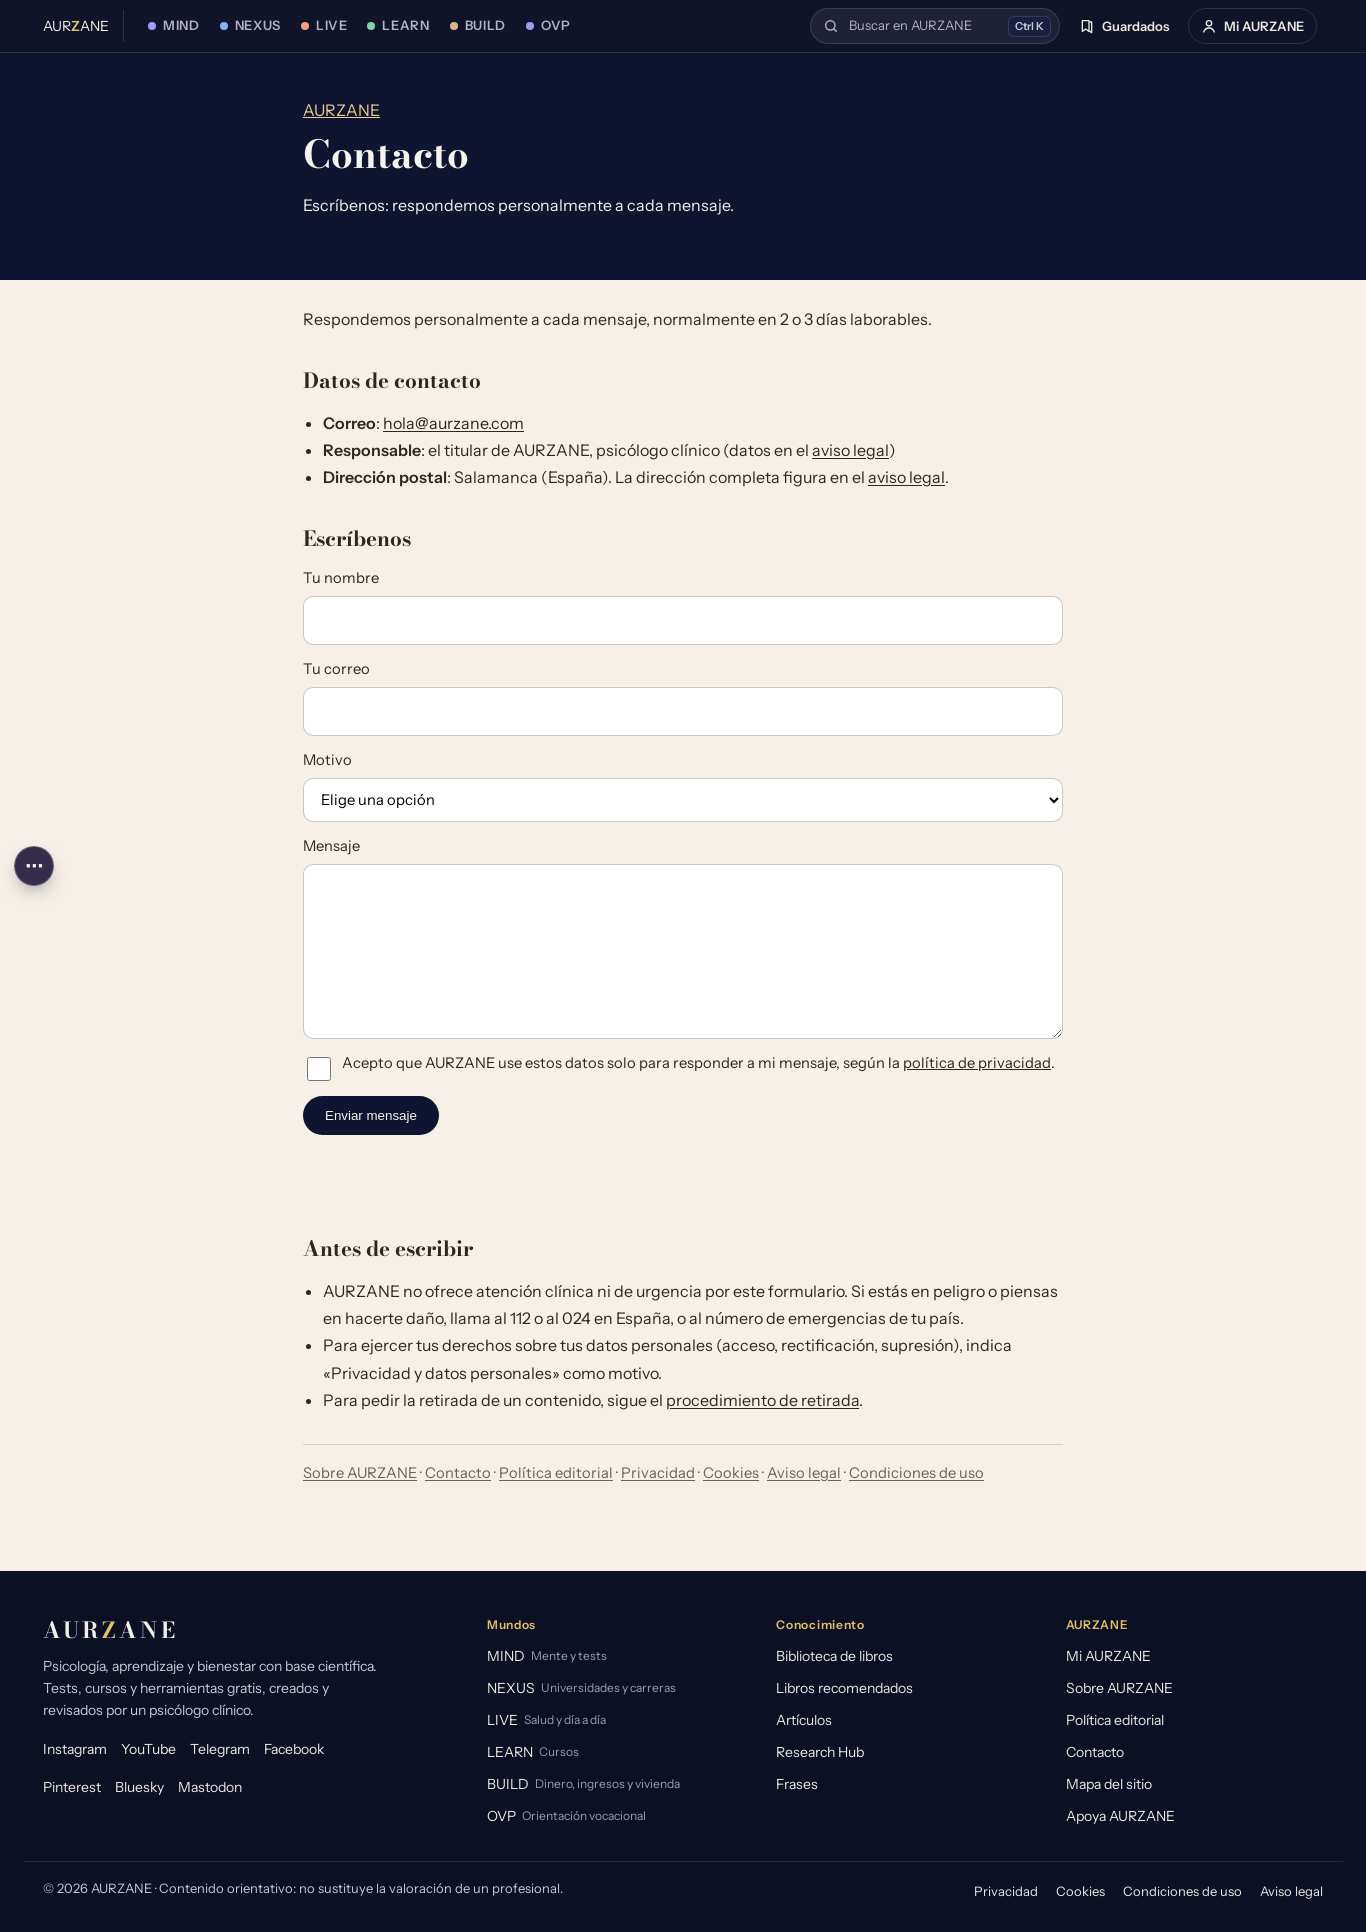 AURZANE
MIND NEXUS LIVE LEARN BUILD OVP
Buscar en AURZANE Ctrl K
Guardados
Mi AURZANE
AURZANE
Contacto
Escríbenos: respondemos personalmente a cada mensaje.
Respondemos personalmente a cada mensaje, normalmente en 2 o 3 días laborables.
Datos de contacto
• Correo: hola@aurzane.com
• Responsable: el titular de AURZANE, psicólogo clínico (datos en el aviso legal)
• Dirección postal: Salamanca (España). La dirección completa figura en el aviso legal.
Escríbenos
Tu nombre
Tu correo
Motivo
Elige una opción
Mensaje
Acepto que AURZANE use estos datos solo para responder a mi mensaje, según la política de privacidad.
Enviar mensaje
Antes de escribir
• AURZANE no ofrece atención clínica ni de urgencia por este formulario. Si estás en peligro o piensas
en hacerte daño, llama al 112 o al 024 en España, o al número de emergencias de tu país.
• Para ejercer tus derechos sobre tus datos personales (acceso, rectificación, supresión), indica
«Privacidad y datos personales» como motivo.
• Para pedir la retirada de un contenido, sigue el procedimiento de retirada.
Sobre AURZANE · Contacto · Política editorial · Privacidad · Cookies · Aviso legal · Condiciones de uso
AURZANE
Psicología, aprendizaje y bienestar con base científica.
Tests, cursos y herramientas gratis, creados y
revisados por un psicólogo clínico.
Instagram YouTube Telegram Facebook
Pinterest Bluesky Mastodon
Mundos
MIND Mente y tests
NEXUS Universidades y carreras
LIVE Salud y día a día
LEARN Cursos
BUILD Dinero, ingresos y vivienda
OVP Orientación vocacional
Conocimiento
Biblioteca de libros
Libros recomendados
Artículos
Research Hub
Frases
AURZANE
Mi AURZANE
Sobre AURZANE
Política editorial
Contacto
Mapa del sitio
Apoya AURZANE
© 2026 AURZANE · Contenido orientativo: no sustituye la valoración de un profesional.
Privacidad Cookies Condiciones de uso Aviso legal